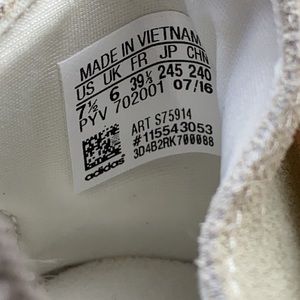 MADE IN VIETNAM
US UK FR JP CHN
7½ 6 39⅓ 245 240
PYV 702001 07/16
ART S75914
#115543053
3D4B2RK700088
adidas